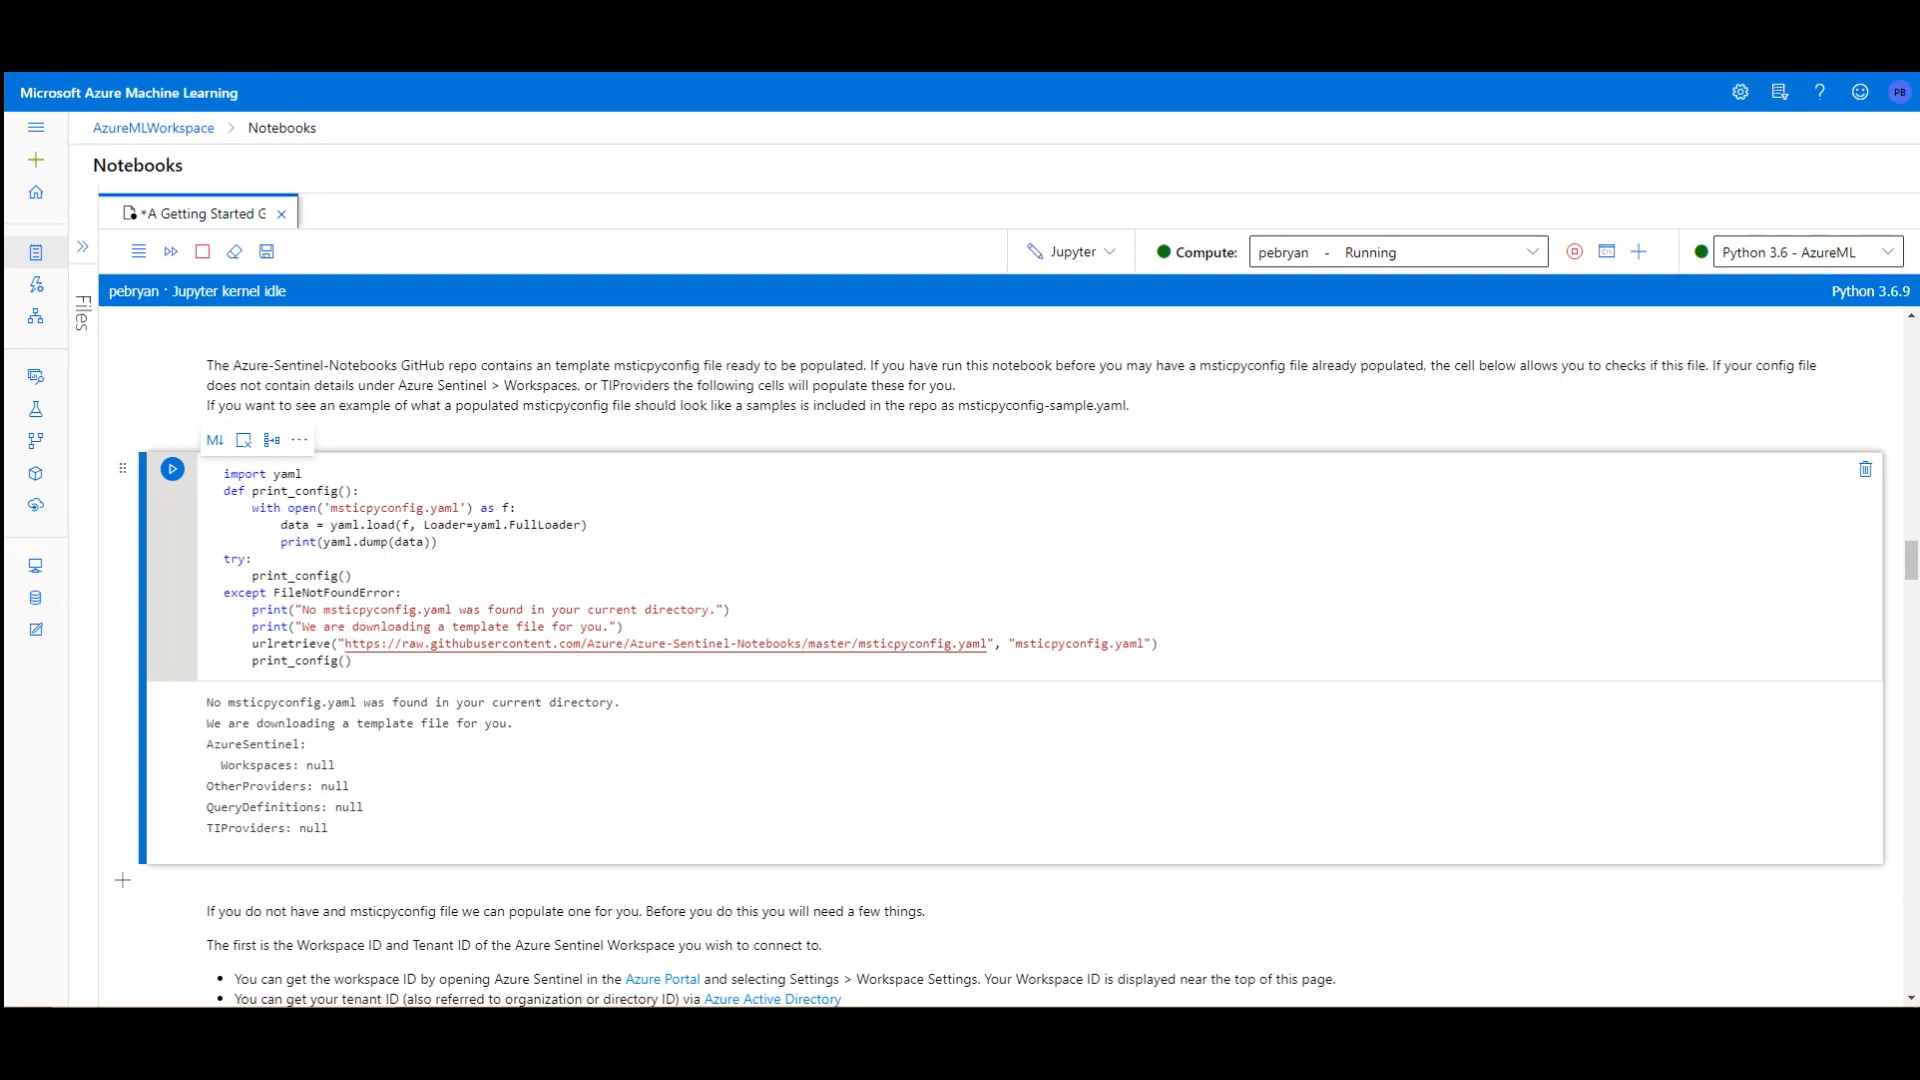 Microsoft Azure Machine Learning
PB
AzureMLWorkspace > Notebooks
Notebooks
*A Getting Started G
Jupyter
Compute:
pebryan - Running
Python 3.6 - AzureML
pebryan · Jupyter kernel idle
Python 3.6.9
Files
The Azure-Sentinel-Notebooks GitHub repo contains an template msticpyconfig file ready to be populated. If you have run this notebook before you may have a msticpyconfig file already populated, the cell below allows you to checks if this file. If your config file
does not contain details under Azure Sentinel > Workspaces, or TIProviders the following cells will populate these for you.
If you want to see an example of what a populated msticpyconfig file should look like a samples is included in the repo as msticpyconfig-sample.yaml.
M↓
import yaml
def print_config():
    with open('msticpyconfig.yaml') as f:
        data = yaml.load(f, Loader=yaml.FullLoader)
        print(yaml.dump(data))
try:
    print_config()
except FileNotFoundError:
    print("No msticpyconfig.yaml was found in your current directory.")
    print("We are downloading a template file for you.")
    urlretrieve("https://raw.githubusercontent.com/Azure/Azure-Sentinel-Notebooks/master/msticpyconfig.yaml", "msticpyconfig.yaml")
    print_config()
No msticpyconfig.yaml was found in your current directory.
We are downloading a template file for you.
AzureSentinel:
  Workspaces: null
OtherProviders: null
QueryDefinitions: null
TIProviders: null
If you do not have and msticpyconfig file we can populate one for you. Before you do this you will need a few things.
The first is the Workspace ID and Tenant ID of the Azure Sentinel Workspace you wish to connect to.
• You can get the workspace ID by opening Azure Sentinel in the Azure Portal and selecting Settings > Workspace Settings. Your Workspace ID is displayed near the top of this page.
• You can get your tenant ID (also referred to organization or directory ID) via Azure Active Directory